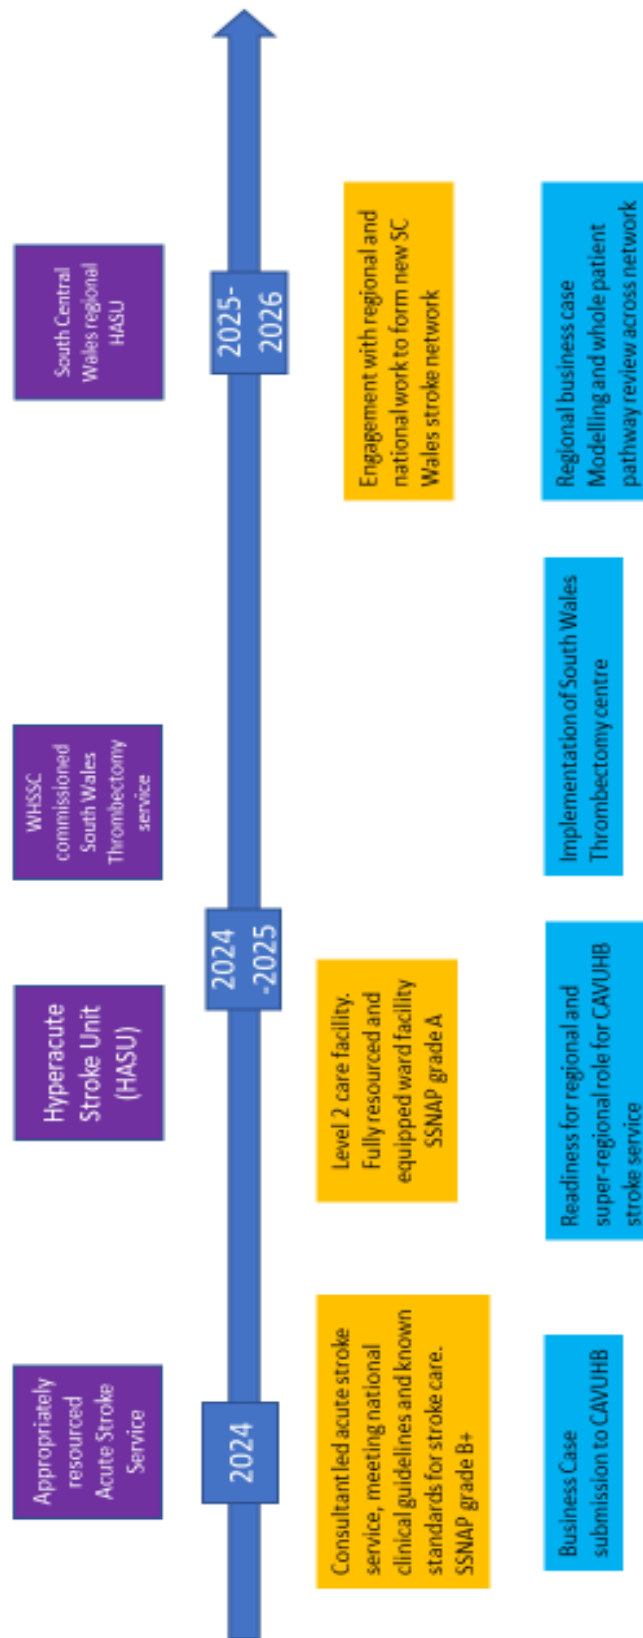 Appropriately
resourced
Acute Stroke
Service
Hyperacute
Stroke Unit
(HASU)
WHSSC
commissioned
South Wales
Thrombectomy
service
South Central
Wales regional
HASU
2024
2024
-2025
2025-
2026
Consultant led acute stroke
service, meeting national
clinical guidelines and known
standards for stroke care.
SSNAP grade B+
Level 2 care facility.
Fully resourced and
equipped ward facility
SSNAP grade A
Engagement with regional and
national work to form new SC
Wales stroke network
Business Case
submission to CAVUHB
Readiness for regional and
super-regional role for CAVUHB
stroke service
Implementation of South Wales
Thrombectomy centre
Regional business case
Modelling and whole patient
pathway review across network